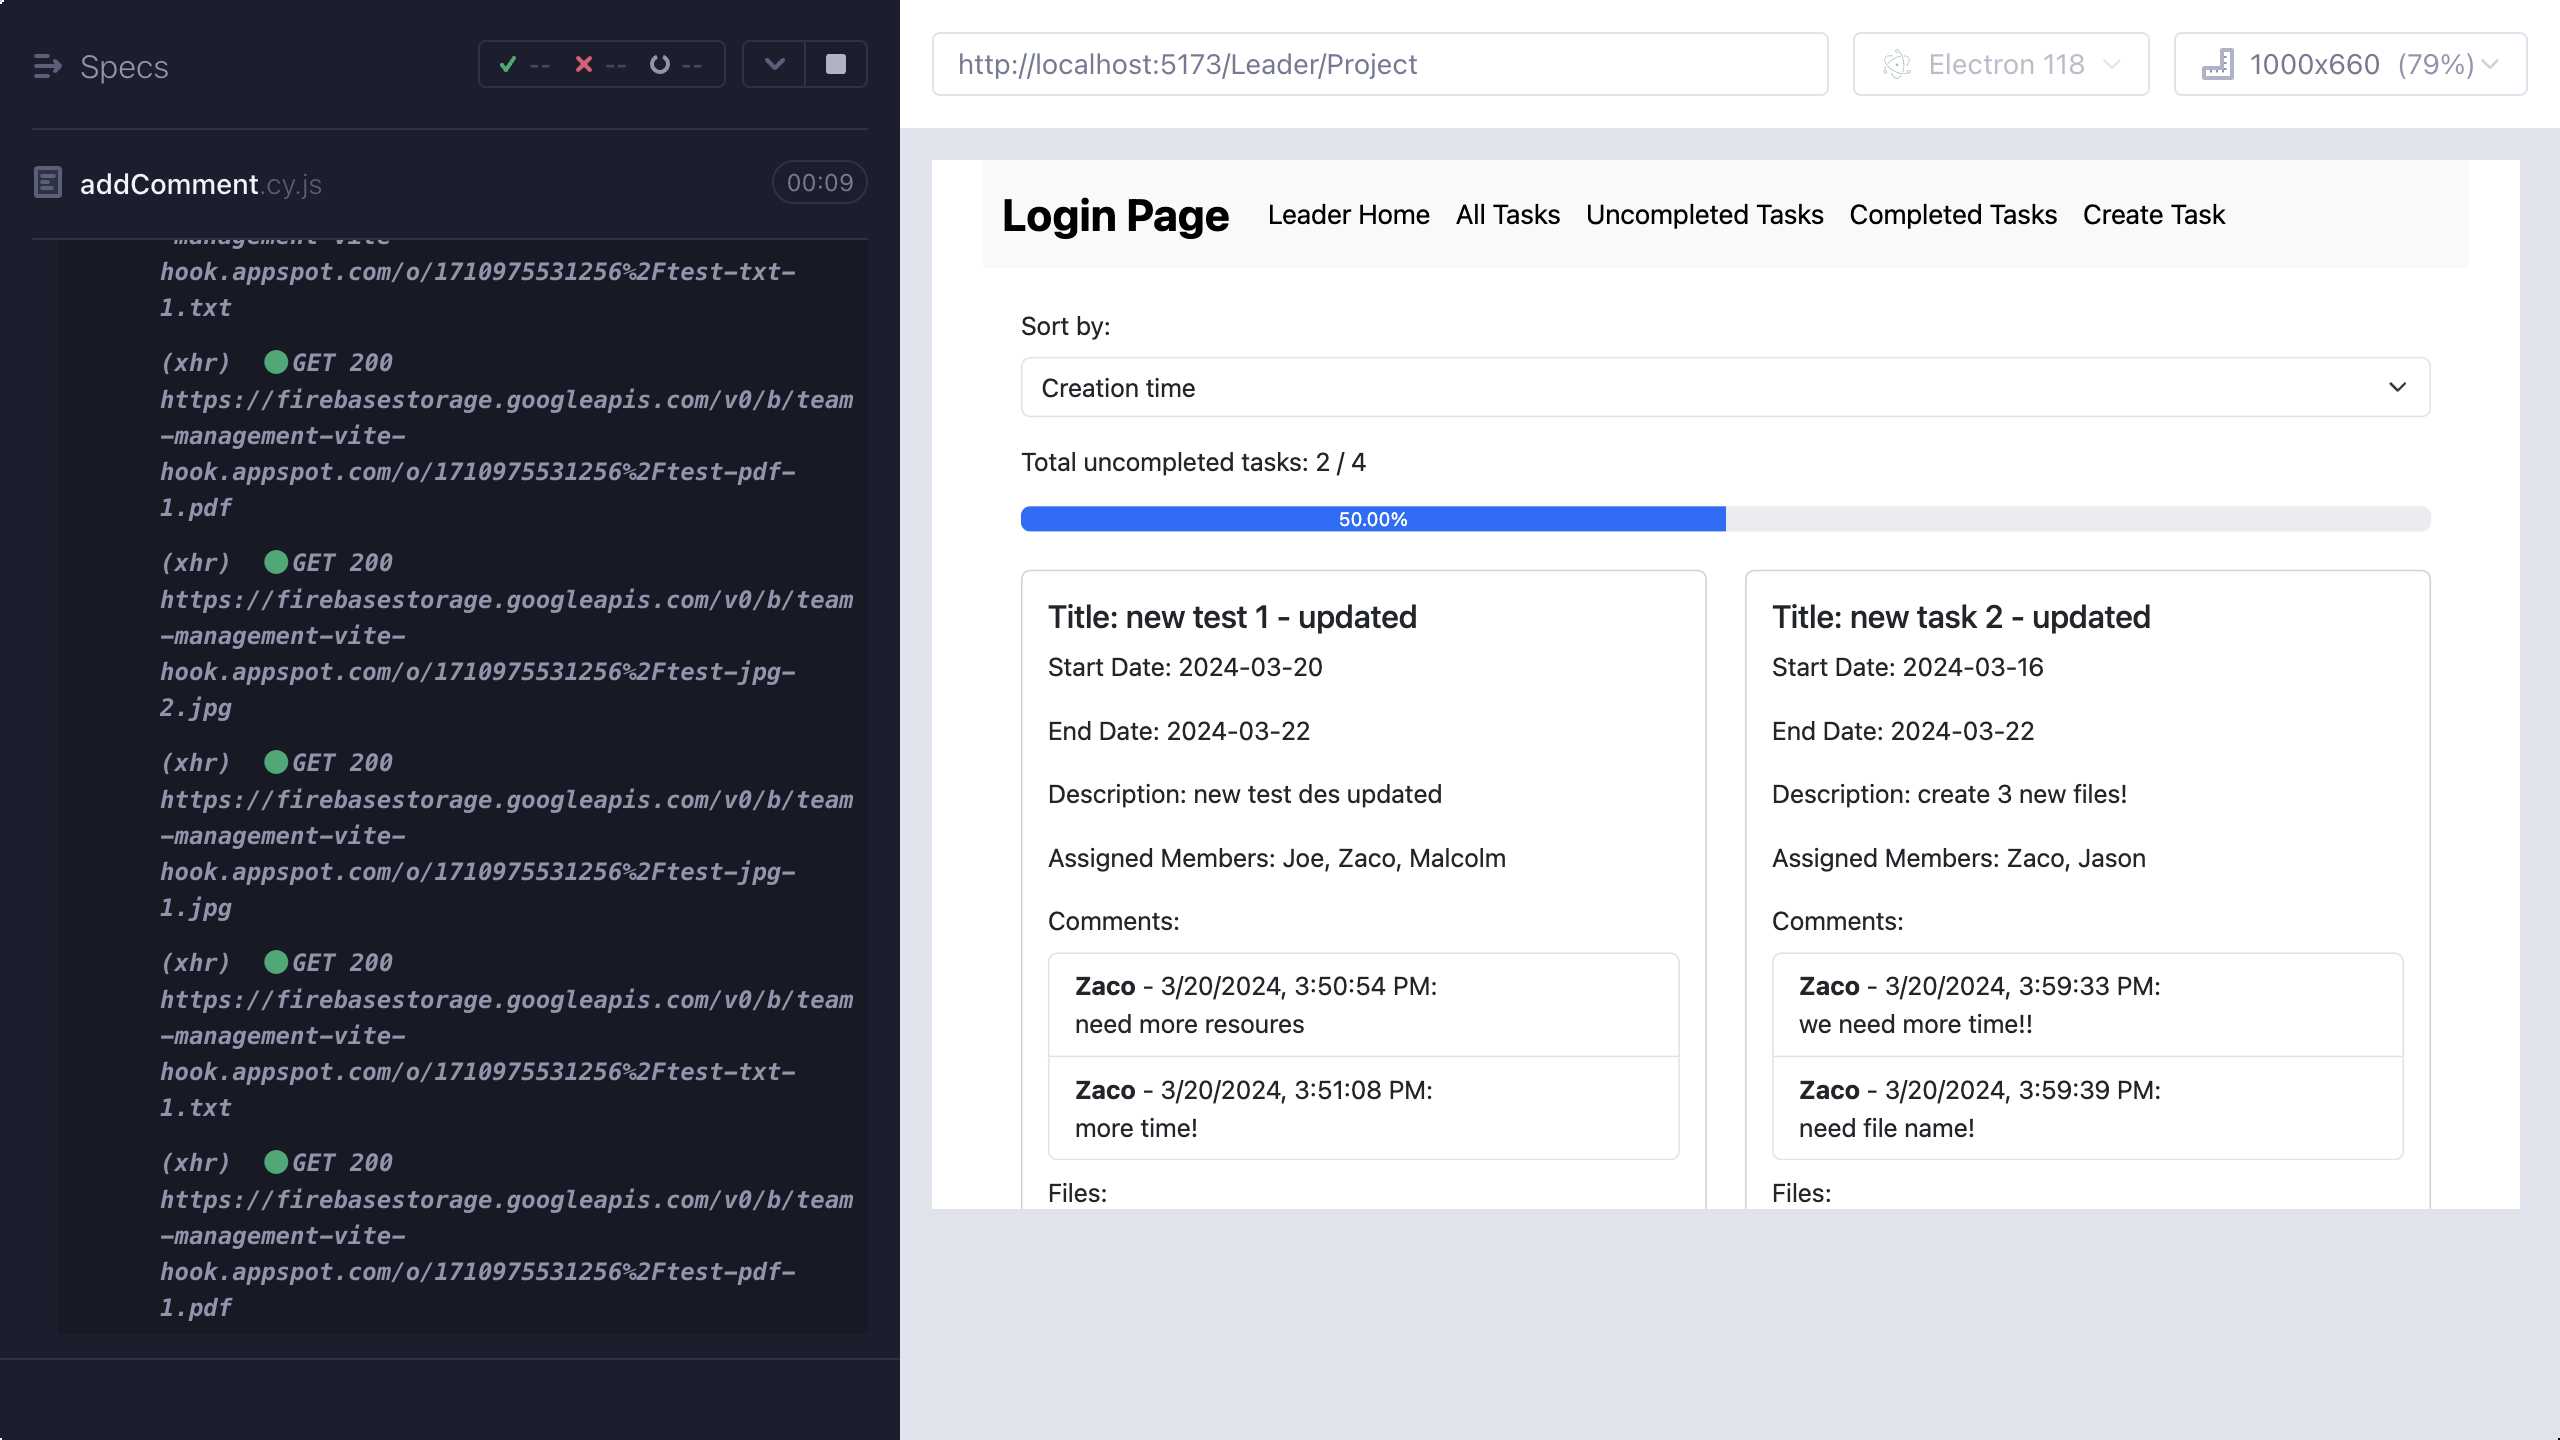 Specs
--
--
--
addComment.cy.js
00:09
-management-vite-
hook.appspot.com/o/1710975531256%2Ftest-txt-
1.txt
(xhr) GET 200
https://firebasestorage.googleapis.com/v0/b/team
-management-vite-
hook.appspot.com/o/1710975531256%2Ftest-pdf-
1.pdf
(xhr) GET 200
https://firebasestorage.googleapis.com/v0/b/team
-management-vite-
hook.appspot.com/o/1710975531256%2Ftest-jpg-
2.jpg
(xhr) GET 200
https://firebasestorage.googleapis.com/v0/b/team
-management-vite-
hook.appspot.com/o/1710975531256%2Ftest-jpg-
1.jpg
(xhr) GET 200
https://firebasestorage.googleapis.com/v0/b/team
-management-vite-
hook.appspot.com/o/1710975531256%2Ftest-txt-
1.txt
(xhr) GET 200
https://firebasestorage.googleapis.com/v0/b/team
-management-vite-
hook.appspot.com/o/1710975531256%2Ftest-pdf-
1.pdf
http://localhost:5173/Leader/Project
Electron 118
1000x660 (79%)
Login Page
Leader Home
All Tasks
Uncompleted Tasks
Completed Tasks
Create Task
Sort by:
Creation time
Total uncompleted tasks: 2 / 4
50.00%
Title: new test 1 - updated
Start Date: 2024-03-20
End Date: 2024-03-22
Description: new test des updated
Assigned Members: Joe, Zaco, Malcolm
Comments:
Zaco - 3/20/2024, 3:50:54 PM:
need more resoures
Zaco - 3/20/2024, 3:51:08 PM:
more time!
Files:
Title: new task 2 - updated
Start Date: 2024-03-16
End Date: 2024-03-22
Description: create 3 new files!
Assigned Members: Zaco, Jason
Comments:
Zaco - 3/20/2024, 3:59:33 PM:
we need more time!!
Zaco - 3/20/2024, 3:59:39 PM:
need file name!
Files: